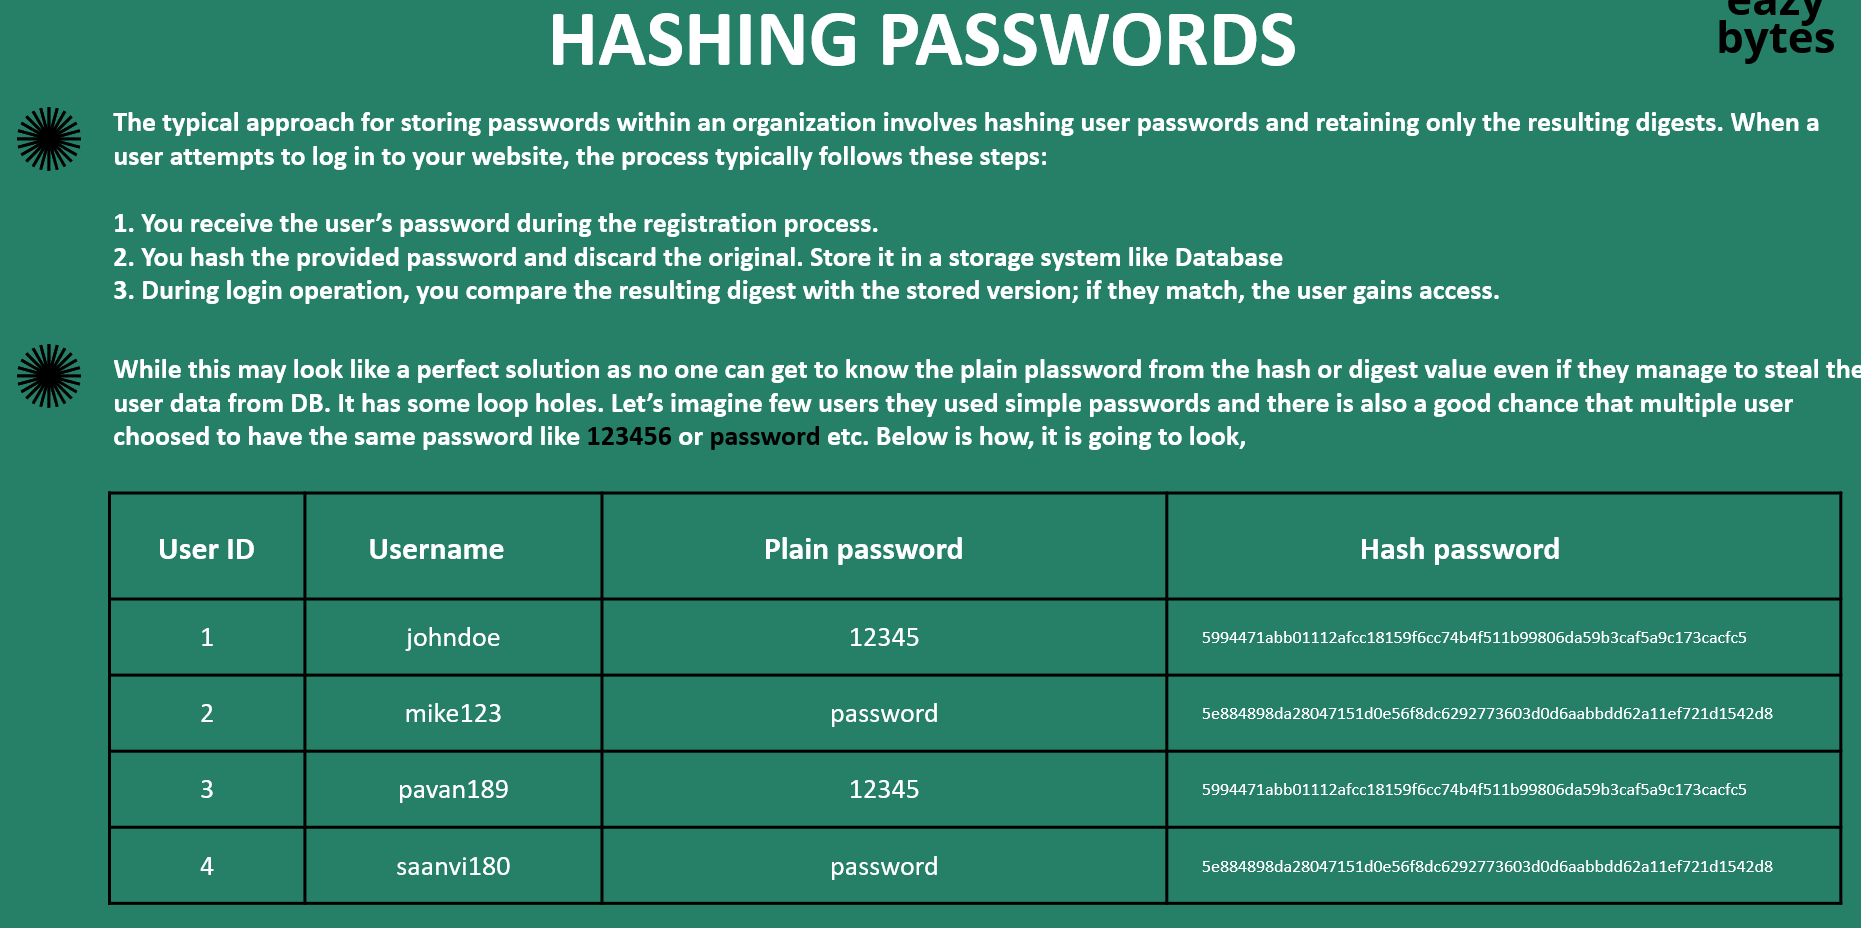 HASHING PASSWORDS
eazy
bytes
The typical approach for storing passwords within an organization involves hashing user passwords and retaining only the resulting digests. When a
user attempts to log in to your website, the process typically follows these steps:
1. You receive the user’s password during the registration process.
2. You hash the provided password and discard the original. Store it in a storage system like Database
3. During login operation, you compare the resulting digest with the stored version; if they match, the user gains access.
While this may look like a perfect solution as no one can get to know the plain plassword from the hash or digest value even if they manage to steal the
user data from DB. It has some loop holes. Let’s imagine few users they used simple passwords and there is also a good chance that multiple user
choosed to have the same password like 123456 or password etc. Below is how, it is going to look,
User ID Username Plain password Hash password
1 johndoe 12345 5994471abb01112afcc18159f6cc74b4f511b99806da59b3caf5a9c173cacfc5
2 mike123 password 5e884898da28047151d0e56f8dc6292773603d0d6aabbdd62a11ef721d1542d8
3 pavan189 12345 5994471abb01112afcc18159f6cc74b4f511b99806da59b3caf5a9c173cacfc5
4 saanvi180 password 5e884898da28047151d0e56f8dc6292773603d0d6aabbdd62a11ef721d1542d8